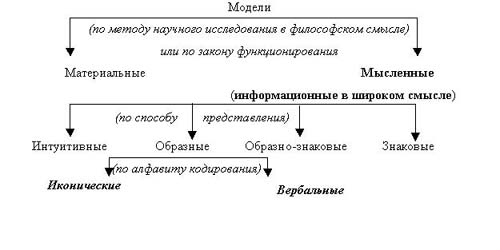 Модели
(по методу научного исследования в философском смысле)
или по закону функционирования
Материальные Мысленные
(информационные в широком смысле)
(по способу представления)
Интуитивные Образные Образно-знаковые Знаковые
(по алфавиту кодирования)
Иконические Вербальные